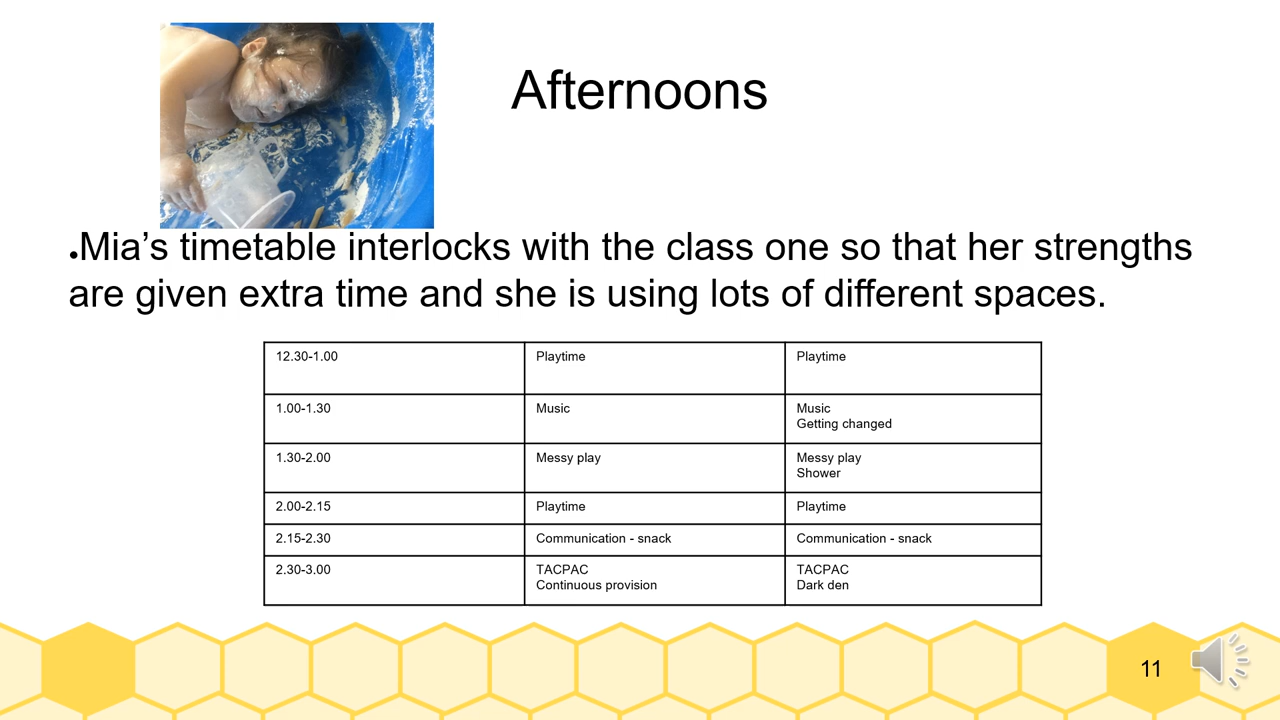 Afternoons
•Mia’s timetable interlocks with the class one so that her strengths
are given extra time and she is using lots of different spaces.
12.30-1.00 Playtime Playtime
1.00-1.30 Music Music
Getting changed
1.30-2.00 Messy play Messy play
Shower
2.00-2.15 Playtime Playtime
2.15-2.30 Communication - snack Communication - snack
2.30-3.00 TACPAC TACPAC
Continuous provision Dark den
11